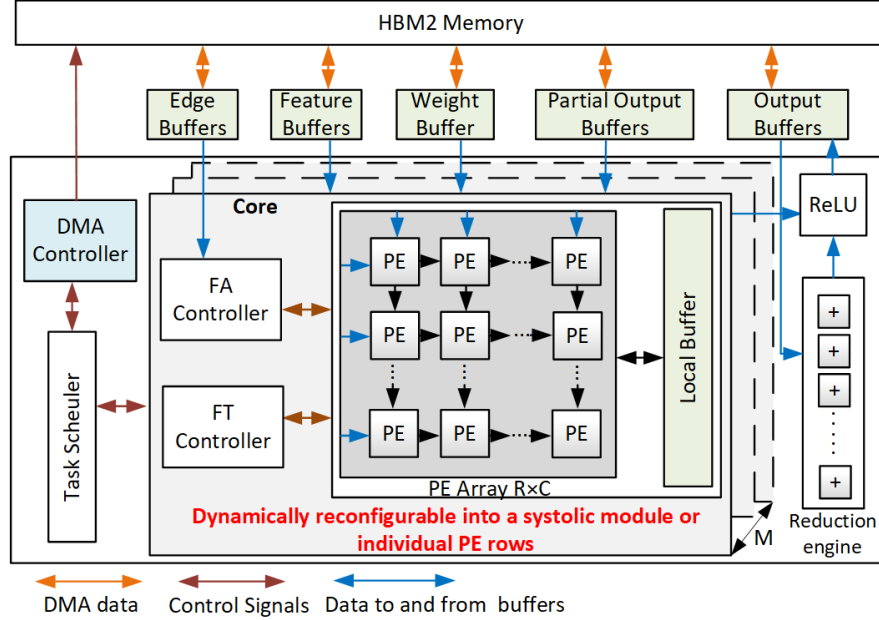 HBM2 Memory
Edge
Buffers
Feature
Buffers
Weight
Buffer
Partial Output
Buffers
Output
Buffers
Core
DMA
Controller
ReLU
FA
Controller
PE
PE
PE
PE
PE
PE
PE
PE
PE
Local Buffer
+
+
+
+
Task Scheuler
FT
Controller
PE Array R×C
Dynamically reconfigurable into a systolic module or
individual PE rows
M
Reduction
engine
DMA data
Control Signals
Data to and from buffers